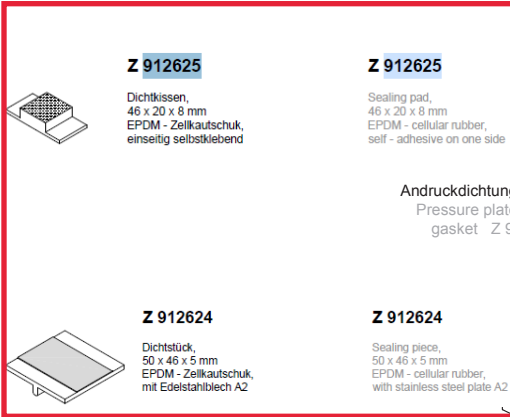 Z 912625
Dichtkissen,
46 x 20 x 8 mm
EPDM - Zellkautschuk,
einseitig selbstklebend
Z 912625
Sealing pad,
46 x 20 x 8 mm
EPDM - cellular rubber,
self - adhesive on one side
Andruckdichtung
Pressure plate
gasket Z 9
Z 912624
Dichtstück,
50 x 46 x 5 mm
EPDM - Zellkautschuk,
mit Edelstahlblech A2
Z 912624
Sealing piece,
50 x 46 x 5 mm
EPDM - cellular rubber,
with stainless steel plate A2